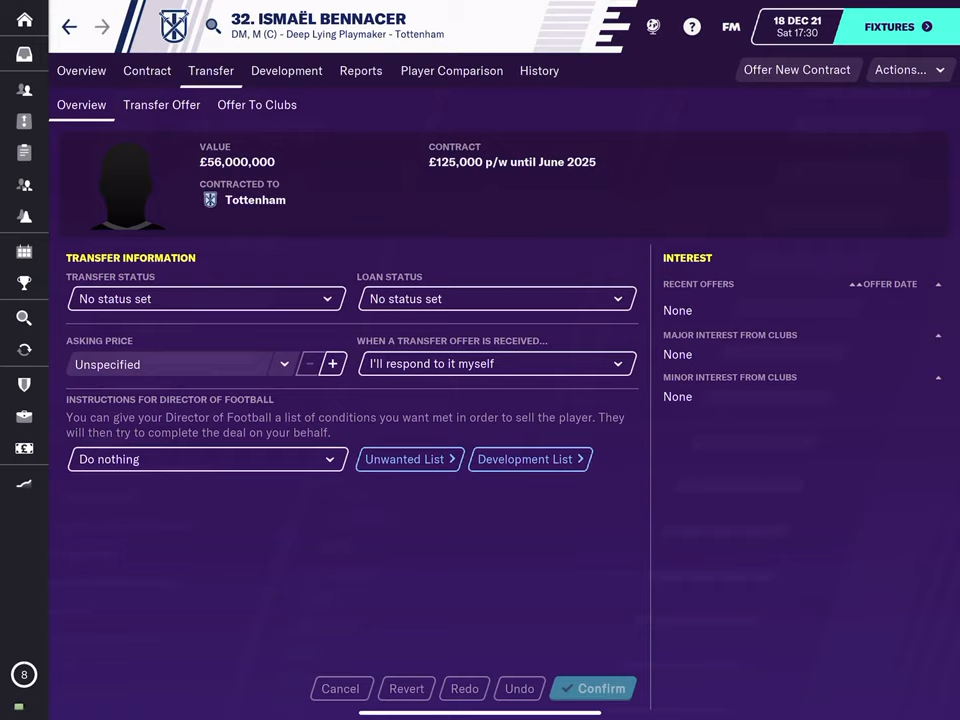 32. ISMAËL BENNACER
DM, M (C) - Deep Lying Playmaker - Tottenham
?
FM
18 DEC 21
Sat 17:30
FIXTURES
Overview Contract Transfer Development Reports Player Comparison History
Offer New Contract Actions...
Overview Transfer Offer Offer To Clubs
VALUE
£56,000,000
CONTRACT
£125,000 p/w until June 2025
CONTRACTED TO
Tottenham
TRANSFER INFORMATION
TRANSFER STATUS
No status set
LOAN STATUS
No status set
ASKING PRICE
Unspecified
- +
WHEN A TRANSFER OFFER IS RECEIVED...
I'll respond to it myself
INSTRUCTIONS FOR DIRECTOR OF FOOTBALL
You can give your Director of Football a list of conditions you want met in order to sell the player. They
will then try to complete the deal on your behalf.
Do nothing
Unwanted List
Development List
INTEREST
RECENT OFFERS OFFER DATE
None
MAJOR INTEREST FROM CLUBS
None
MINOR INTEREST FROM CLUBS
None
8
Cancel Revert Redo Undo Confirm